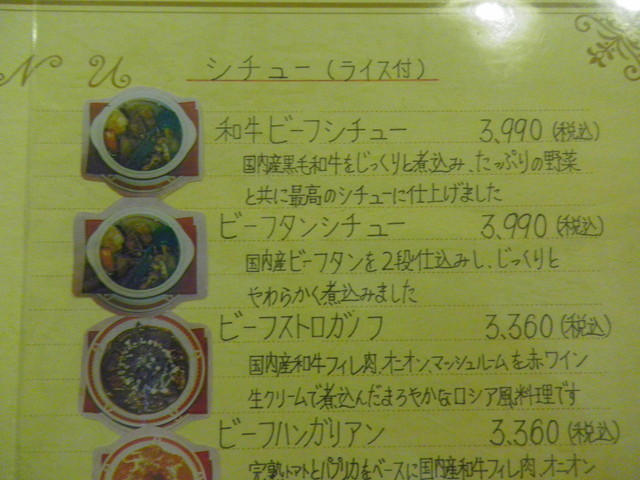 N U
シチュー(ライス付)
和牛ビーフシチュー 3,990(税込)
国内産黒毛和牛をじっくりと煮込み、たっぷりの野菜
と共に最高のシチューに仕上げました
ビーフタンシチュー 3,990(税込)
国内産ビーフタンを2段仕込みし、じっくりと
やわらかく煮込みました
ビーフストロガノフ 3,360(税込)
国内産和牛フィレ肉、オニオン、マッシュルームを赤ワイン
生クリームで煮込んだまろやかなロシア風料理です
ビーフハンガリアン 3,360(税込)
完熟トマトとパプリカをベースに国内産和牛フィレ肉、オニオン